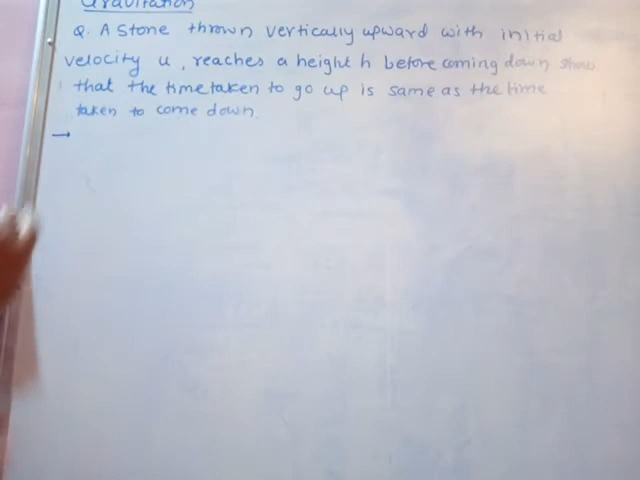 Gravitation
Q. A stone thrown vertically upward with initial
velocity u, reaches a height h before coming down show
that the time taken to go up is same as the time
taken to come down.
→